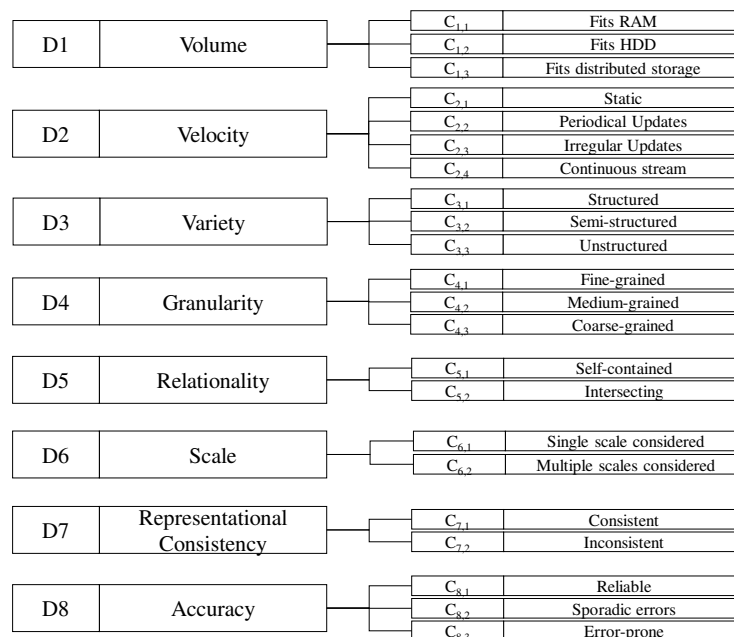 D1 Volume
C1,1 Fits RAM
C1,2 Fits HDD
C1,3 Fits distributed storage
D2 Velocity
C2,1 Static
C2,2 Periodical Updates
C2,3 Irregular Updates
C2,4 Continuous stream
D3 Variety
C3,1 Structured
C3,2 Semi-structured
C3,3 Unstructured
D4 Granularity
C4,1 Fine-grained
C4,2 Medium-grained
C4,3 Coarse-grained
D5 Relationality
C5,1 Self-contained
C5,2 Intersecting
D6 Scale
C6,1 Single scale considered
C6,2 Multiple scales considered
D7 Representational
Consistency
C7,1 Consistent
C7,2 Inconsistent
D8 Accuracy
C8,1 Reliable
C8,2 Sporadic errors
C8,3 Error-prone